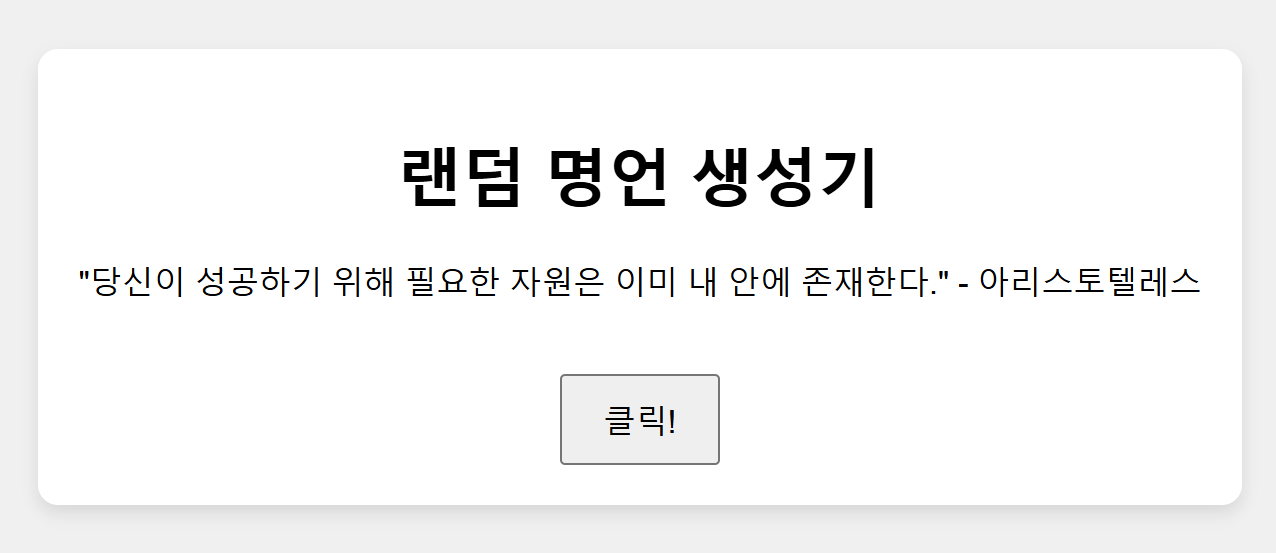 랜덤 명언 생성기
"당신이 성공하기 위해 필요한 자원은 이미 내 안에 존재한다." - 아리스토텔레스
클릭!